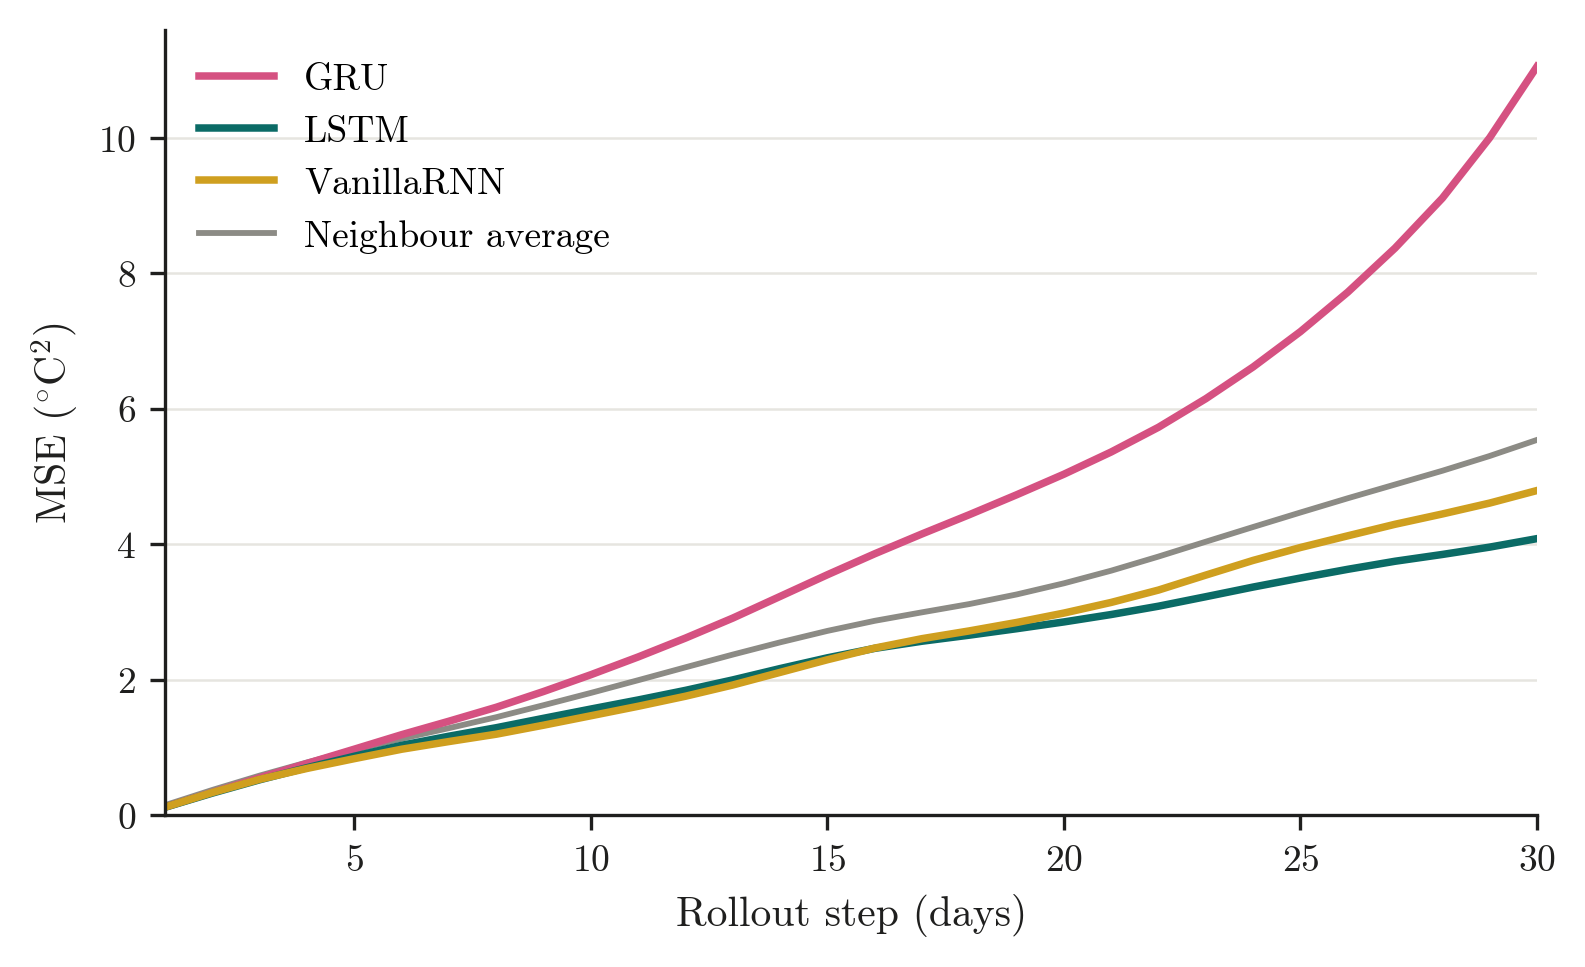 GRU
LSTM
VanillaRNN
Neighbour average
10
8
6
4
2
0
MSE (°C²)
5 10 15 20 25 30
Rollout step (days)